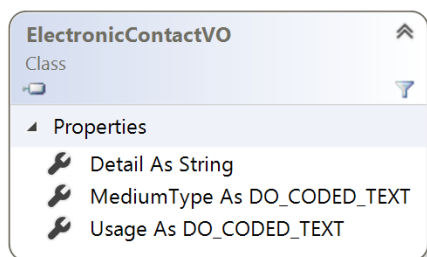 ElectronicContactVO
Class
Properties
Detail As String
MediumType As DO_CODED_TEXT
Usage As DO_CODED_TEXT